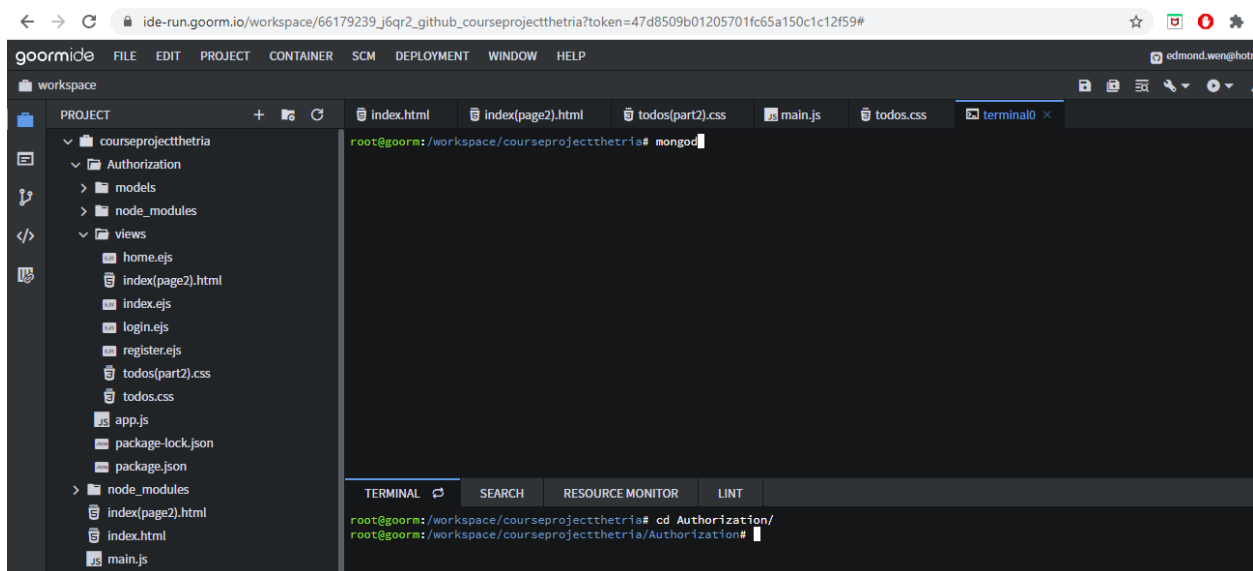 ide-run.goorm.io/workspace/66179239_j6qr2_github_courseprojectthetria?token=47d8509b01205701fc65a150c1c12f59#
goormide FILE EDIT PROJECT CONTAINER SCM DEPLOYMENT WINDOW HELP edmond.wen@hotm
workspace
PROJECT index.html index(page2).html todos(part2).css main.js todos.css terminal0
courseprojectthetria
root@goorm:/workspace/courseprojectthetria# mongod
Authorization
models
node_modules
views
home.ejs
index(page2).html
index.ejs
login.ejs
register.ejs
todos(part2).css
todos.css
app.js
package-lock.json
package.json
node_modules
index(page2).html
index.html
main.js
TERMINAL SEARCH RESOURCE MONITOR LINT
root@goorm:/workspace/courseprojectthetria# cd Authorization/
root@goorm:/workspace/courseprojectthetria/Authorization#